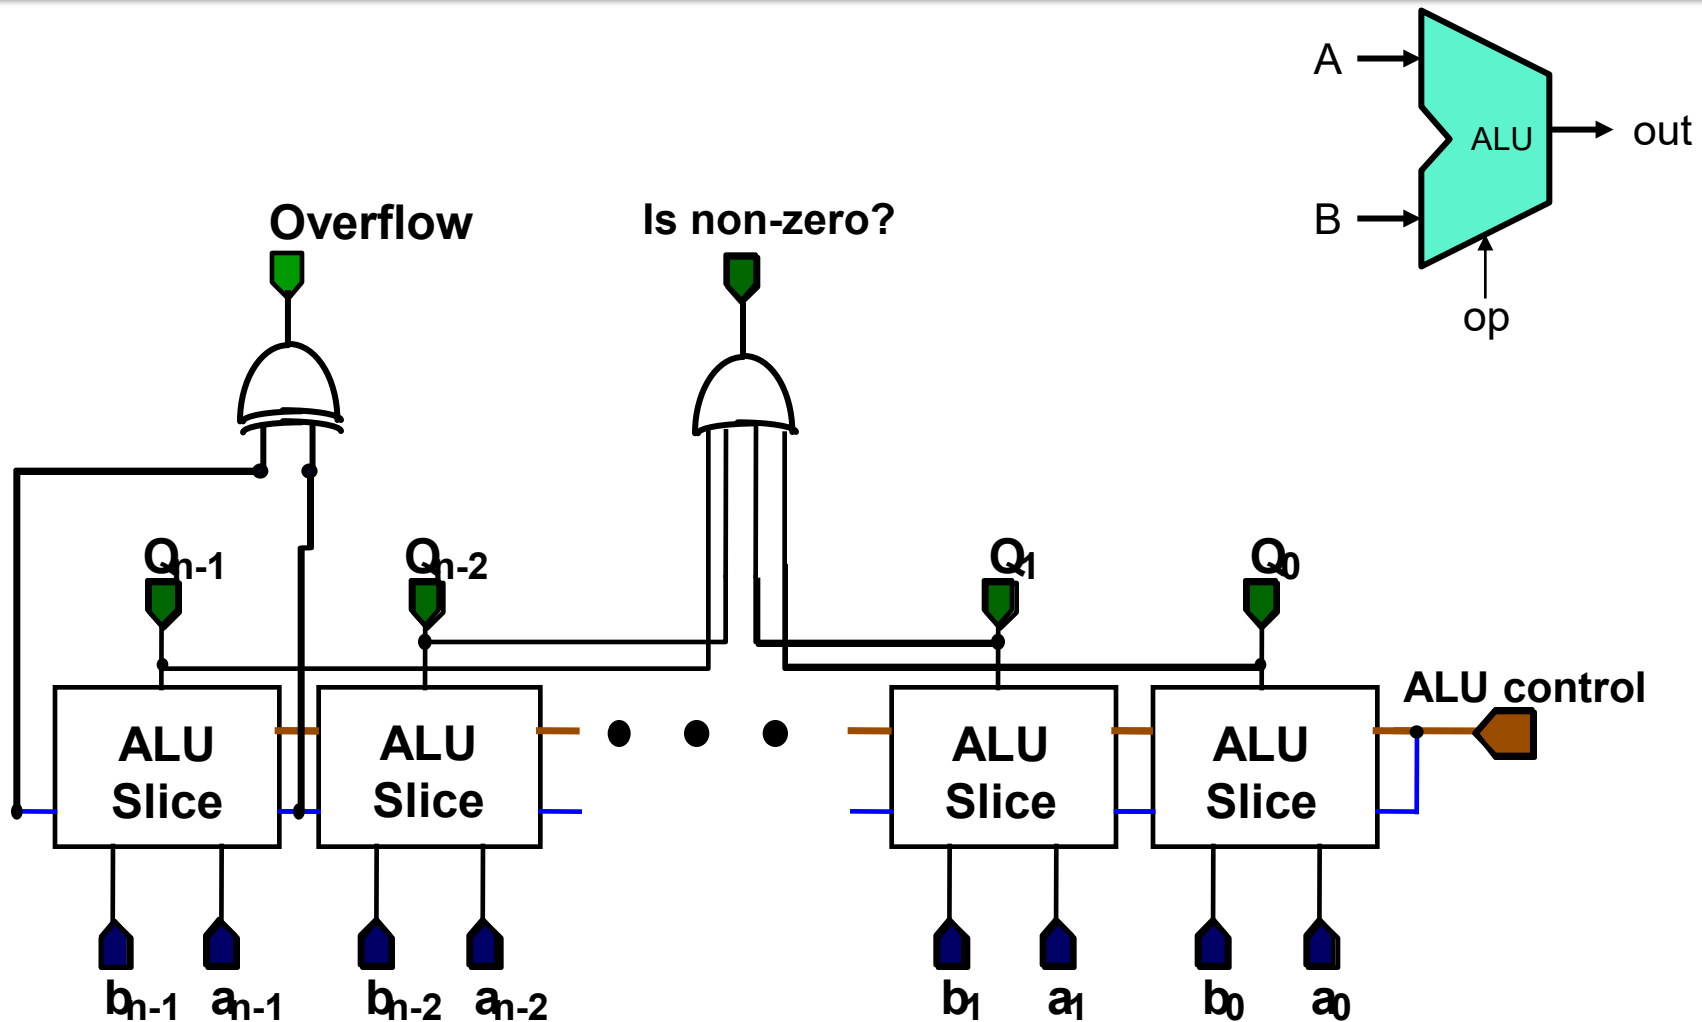 A
ALU
out
B
op
Overflow
Is non-zero?
Qn-1
Qn-2
Q1
Q0
ALU control
ALU
Slice
ALU
Slice
ALU
Slice
ALU
Slice
bn-1
an-1
bn-2
an-2
b1
a1
b0
a0